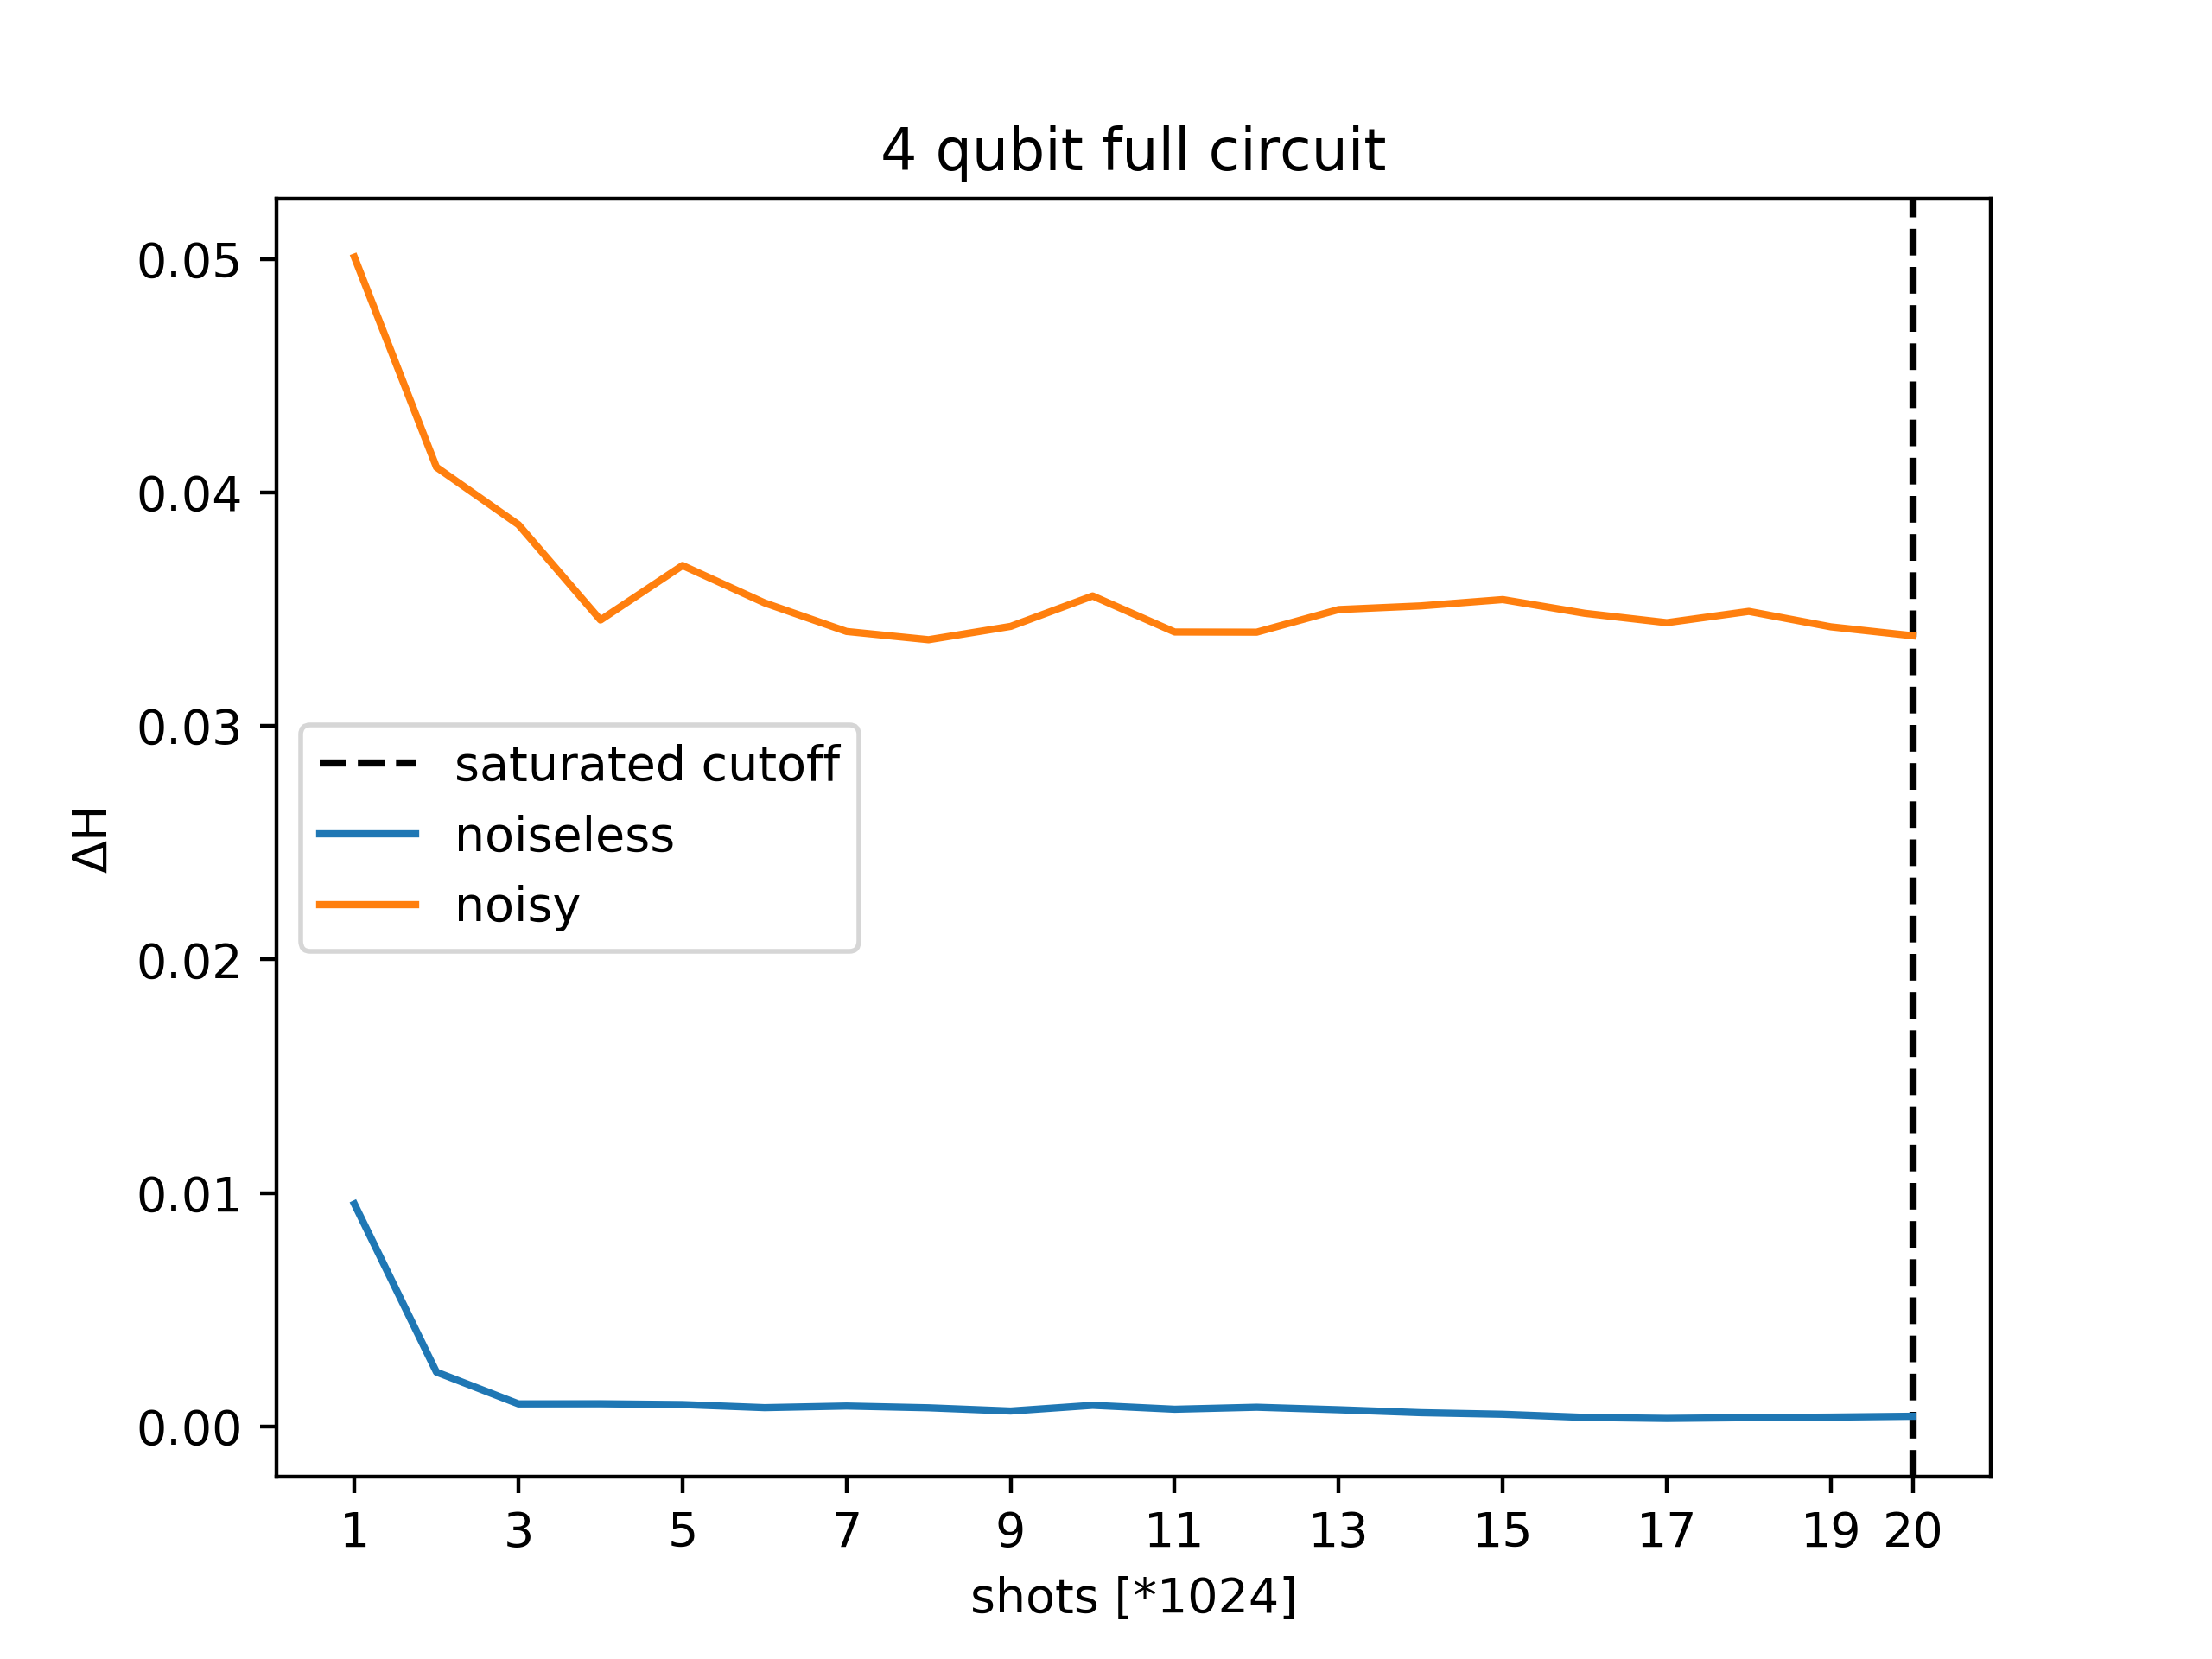 4 qubit full circuit
0.05
0.04
0.03
0.02
0.01
0.00
ΔH
saturated cutoff
noiseless
noisy
1 3 5 7 9 11 13 15 17 19 20
shots [*1024]